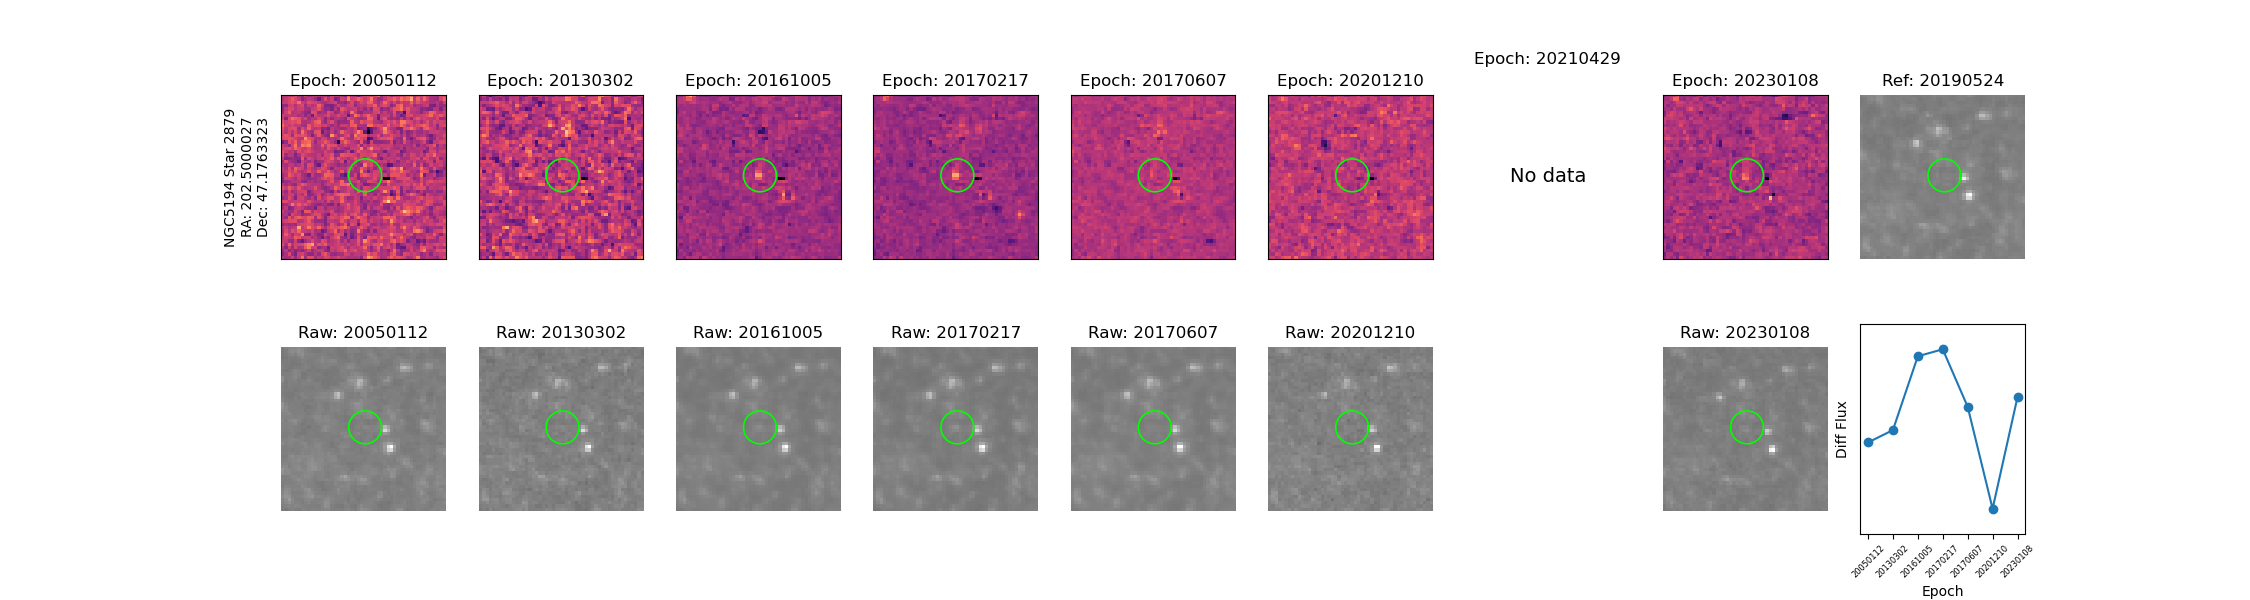 Epoch: 20210429
Epoch: 20050112
Epoch: 20130302
Epoch: 20161005
Epoch: 20170217
Epoch: 20170607
Epoch: 20201210
Epoch: 20230108
Ref: 20190524
NGC5194 Star 2879
RA: 202.5000027
Dec: 47.1763323
No data
Raw: 20050112
Raw: 20130302
Raw: 20161005
Raw: 20170217
Raw: 20170607
Raw: 20201210
Raw: 20230108
Diff Flux
20050112
20130302
20161005
20170217
20170607
20201210
20230108
Epoch